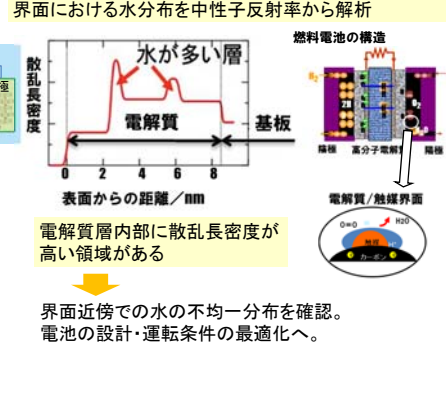 界面における水分布を中性子反射率から解析
極
燃料電池の構造
散乱長密度
水が多い層
電解質
基板
0 2 4 6 8
表面からの距離／nm
陽極
高分子電解質
陽極
電解質/触媒界面
O=O
H2O
触媒
H+
カーボン
電解質層内部に散乱長密度が
高い領域がある
界面近傍での水の不均一分布を確認。
電池の設計・運転条件の最適化へ。